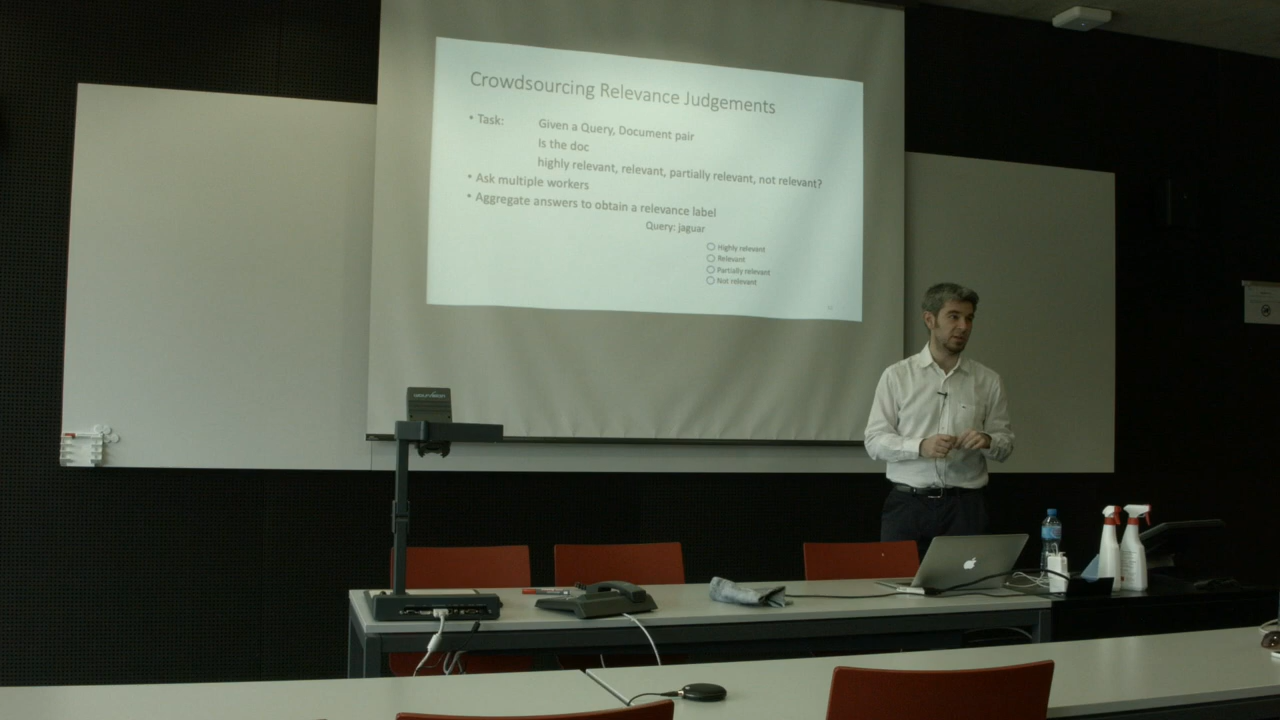 Crowdsourcing Relevance Judgements
• Task: Given a Query, Document pair
Is the doc
highly relevant, relevant, partially relevant, not relevant?
• Ask multiple workers
• Aggregate answers to obtain a relevance label
Query: jaguar
Highly relevant
Relevant
Partially relevant
Not relevant